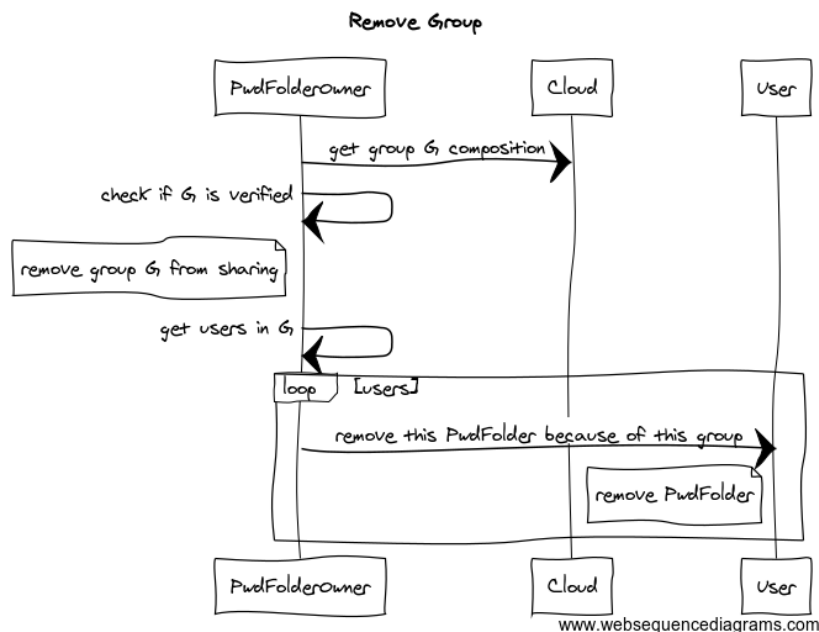 Remove Group
PwdFolderOwner
Cloud
User
get group G composition
check if G is verified
remove group G from sharing
get users in G
loop
[users]
remove this PwdFolder because of this group
remove PwdFolder
PwdFolderOwner
Cloud
User
www.websequencediagrams.com